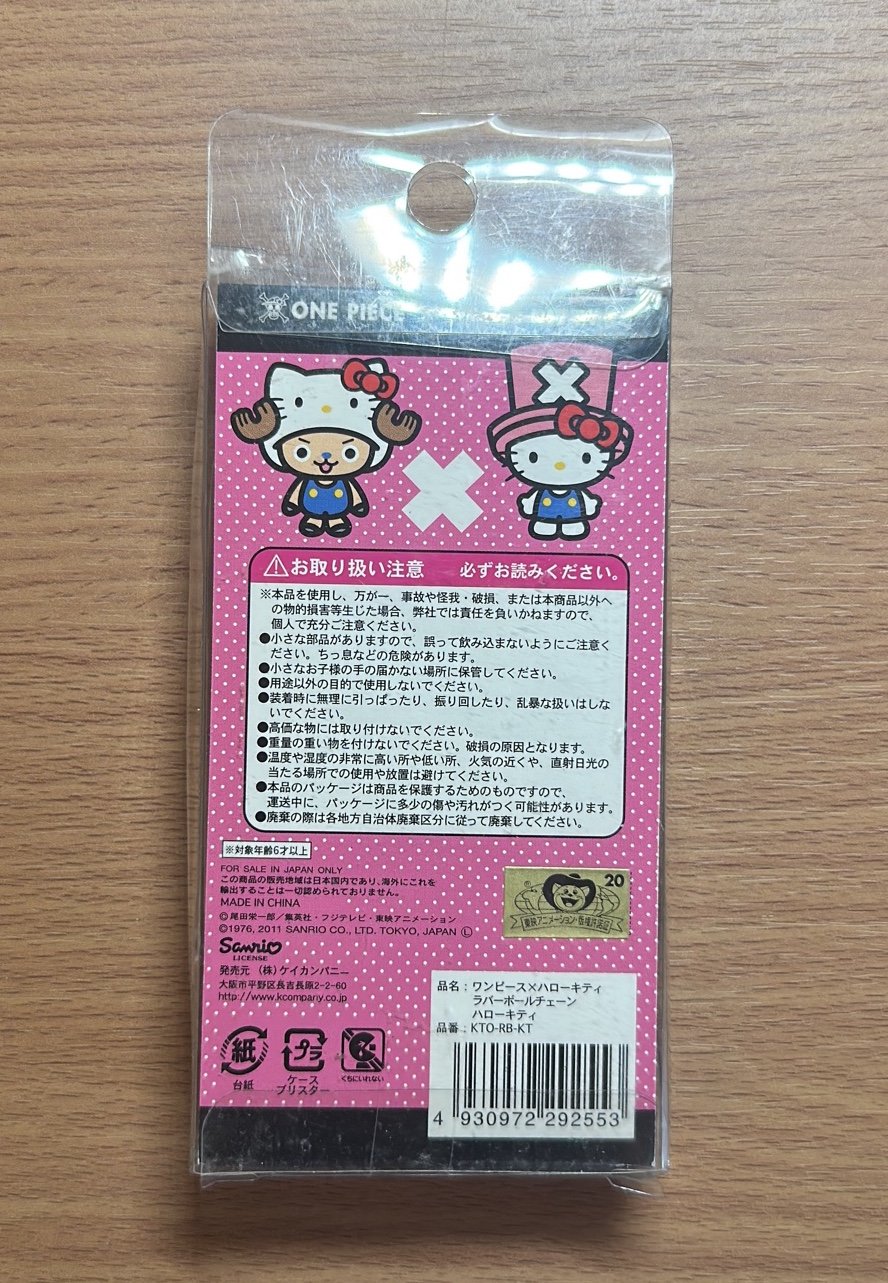 ONE PIECE
お取り扱い注意 必ずお読みください。
※本品を使用し、万が一、事故や怪我・破損、または本商品以外へ
の物的損害等生じた場合、弊社では責任を負いかねますので、
個人で充分ご注意ください。
●小さな部品がありますので、誤って飲み込まないようにご注意く
ださい。ちっ息などの危険があります。
●小さなお子様の手の届かない場所に保管してください。
●用途以外の目的で使用しないでください。
●装着時に無理に引っぱったり、振り回したり、乱暴な扱いはしな
いでください。
●高価な物には取り付けないでください。
●重量の重い物を付けないでください。破損の原因となります。
●温度や湿度の非常に高い所や低い所、火気の近くや、直射日光の
当たる場所での使用や放置は避けてください。
●本品のパッケージは商品を保護するためのものですので、
運送中に、パッケージに多少の傷や汚れがつく可能性があります。
●廃棄の際は各地方自治体廃棄区分に従って廃棄してください。
※対象年齢6才以上
FOR SALE IN JAPAN ONLY
この商品の販売地域は日本国内であり、海外にこれを
輸出することは一切認められておりません。
MADE IN CHINA
©尾田栄一郎／集英社・フジテレビ・東映アニメーション
©1976, 2011 SANRIO CO., LTD. TOKYO, JAPAN Ⓛ
Sanrio
LICENSE
発売元 （株）ケイカンパニー
大阪市平野区長吉長原2-2-60
http://www.kcompany.co.jp
20
東映アニメーション・版権許諾証
品名：ワンピース×ハローキティ
ラバーボールチェーン
ハローキティ
品番：KTO-RB-KT
4 930972 292553
紙
台紙
プラ
ケース
ブリスター
くちにいれない